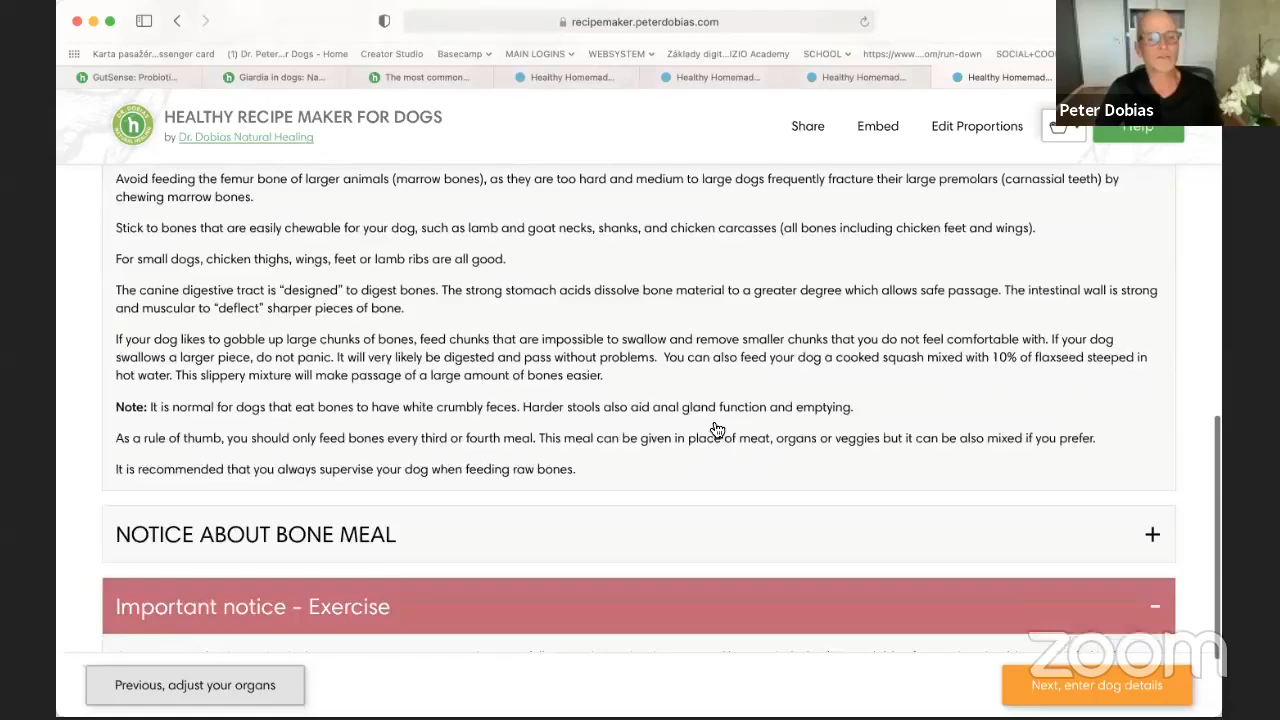 recipemaker.peterdobias.com
Karta pasažér...ssenger card (1) Dr. Peter...r Dogs - Home Creator Studio Basecamp MAIN LOGINS WEBSYSTEM Základy digit...IZIO Academy SCHOOL https://www....om/run-down SOCIAL+COO
GutSense: Probioti... Giardia in dogs: Na... The most common... Healthy Homemad... Healthy Homemad... Healthy Homemad... Healthy Homemad...
Peter Dobias
HEALTHY RECIPE MAKER FOR DOGS
by Dr. Dobias Natural Healing
Share Embed Edit Proportions Help
Avoid feeding the femur bone of larger animals (marrow bones), as they are too hard and medium to large dogs frequently fracture their large premolars (carnassial teeth) by
chewing marrow bones.
Stick to bones that are easily chewable for your dog, such as lamb and goat necks, shanks, and chicken carcasses (all bones including chicken feet and wings).
For small dogs, chicken thighs, wings, feet or lamb ribs are all good.
The canine digestive tract is “designed” to digest bones. The strong stomach acids dissolve bone material to a greater degree which allows safe passage. The intestinal wall is strong
and muscular to “deflect” sharper pieces of bone.
If your dog likes to gobble up large chunks of bones, feed chunks that are impossible to swallow and remove smaller chunks that you do not feel comfortable with. If your dog
swallows a larger piece, do not panic. It will very likely be digested and pass without problems. You can also feed your dog a cooked squash mixed with 10% of flaxseed steeped in
hot water. This slippery mixture will make passage of a large amount of bones easier.
Note: It is normal for dogs that eat bones to have white crumbly feces. Harder stools also aid anal gland function and emptying.
As a rule of thumb, you should only feed bones every third or fourth meal. This meal can be given in place of meat, organs or veggies but it can be also mixed if you prefer.
It is recommended that you always supervise your dog when feeding raw bones.
NOTICE ABOUT BONE MEAL
Important notice - Exercise
zoom
Previous, adjust your organs
Next, enter dog details